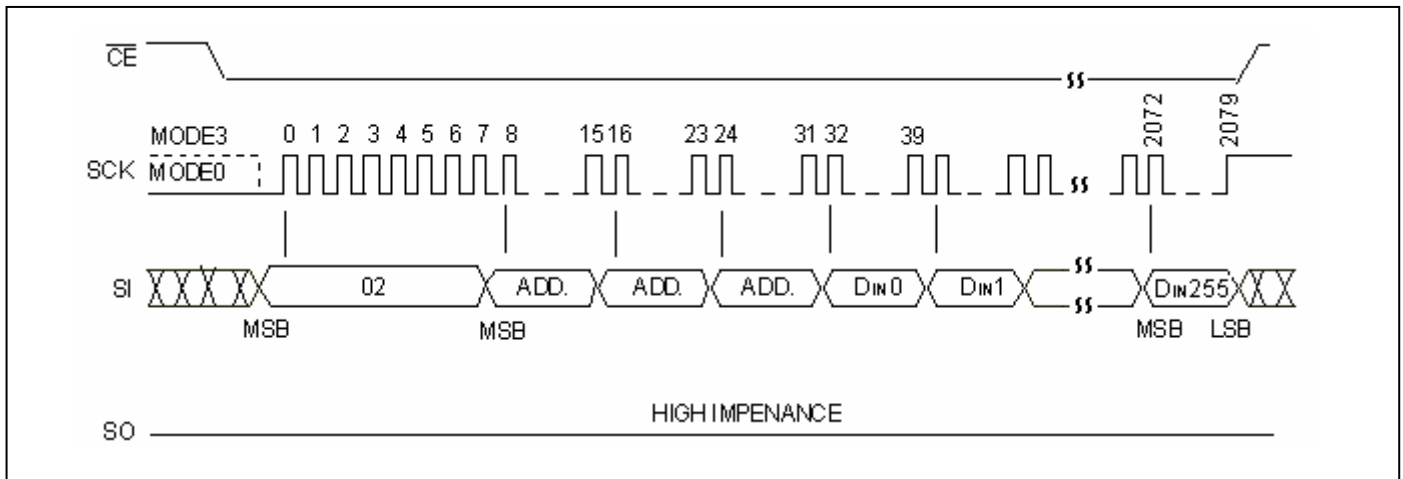 CE
2072
2079
MODE3 0 1 2 3 4 5 6 7 8 15 16 23 24 31 32 39
SCK MODE0
SI 02 ADD. ADD. ADD. DIN0 DIN1 DIN255
MSB MSB MSB LSB
HIGH IMPENANCE
SO